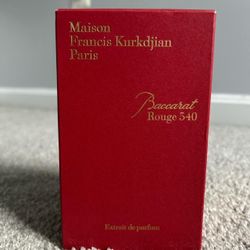 Maison
Francis Kurkdjian
Paris
Baccarat
Rouge 540
Extrait de parfum